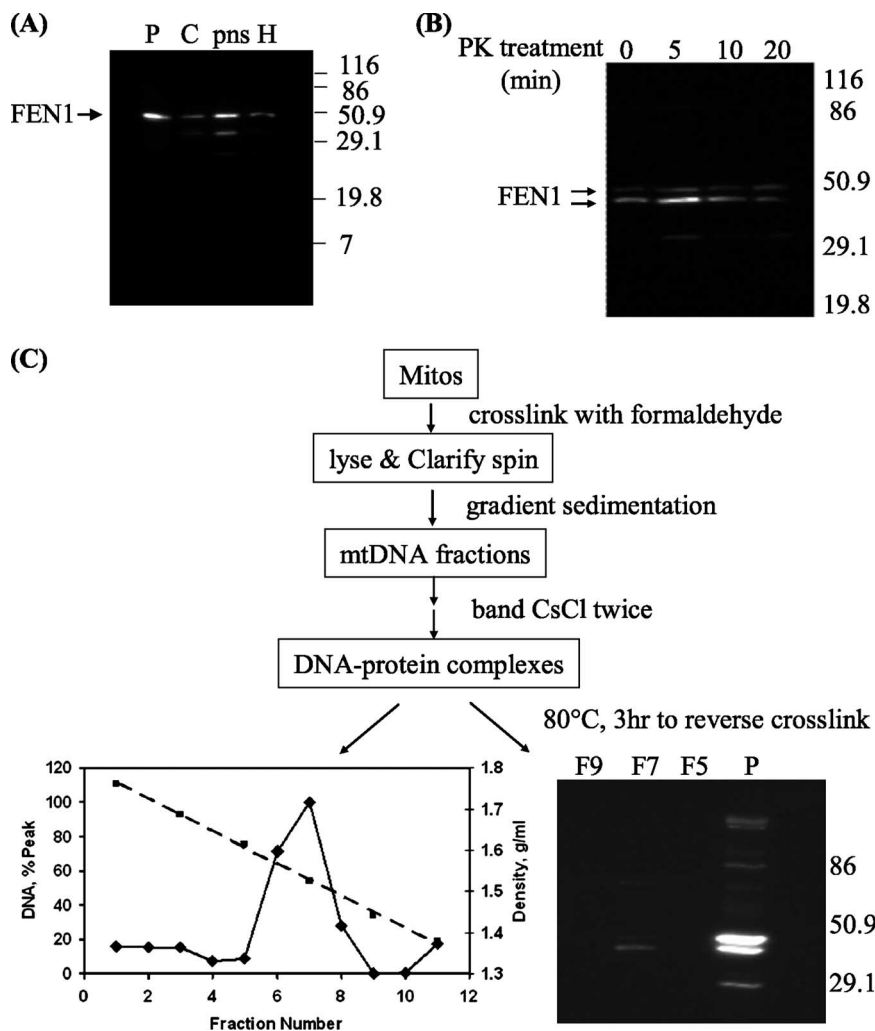 (A)
P C pns H
FEN1
116
86
50.9
29.1
19.8
7
(B)
PK treatment 0 5 10 20
(min)
FEN1
116
86
50.9
29.1
19.8
(C)
Mitos
crosslink with formaldehyde
lyse & Clarify spin
gradient sedimentation
mtDNA fractions
band CsCl twice
DNA-protein complexes
80°C, 3hr to reverse crosslink
120
100
80
60
40
20
0
DNA, % Peak
1.8
1.7
1.6
1.5
1.4
1.3
Density, g/ml
0 2 4 6 8 10 12
Fraction Number
F9 F7 F5 P
86
50.9
29.1